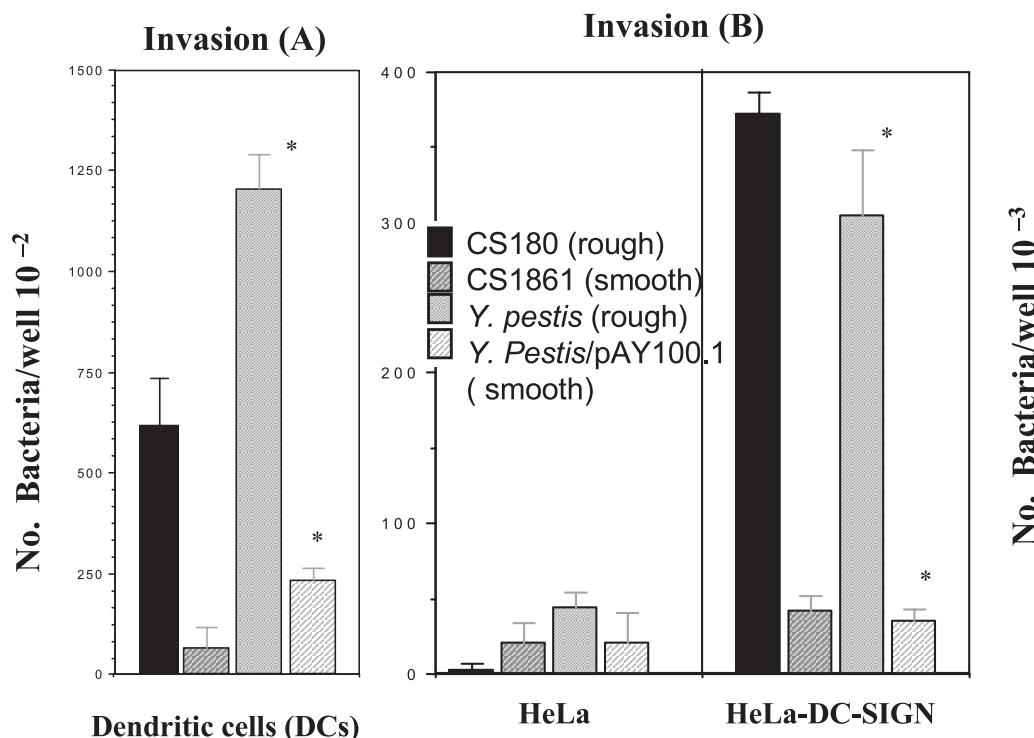 Invasion (A)
Invasion (B)
No. Bacteria/well 10 –2
1500
1250
1000
750
500
250
0
*
*
Dendritic cells (DCs)
400
300
200
100
0
CS180 (rough)
CS1861 (smooth)
Y. pestis (rough)
Y. Pestis/pAY100.1
( smooth)
*
*
HeLa
HeLa-DC-SIGN
No. Bacteria/well 10 –3